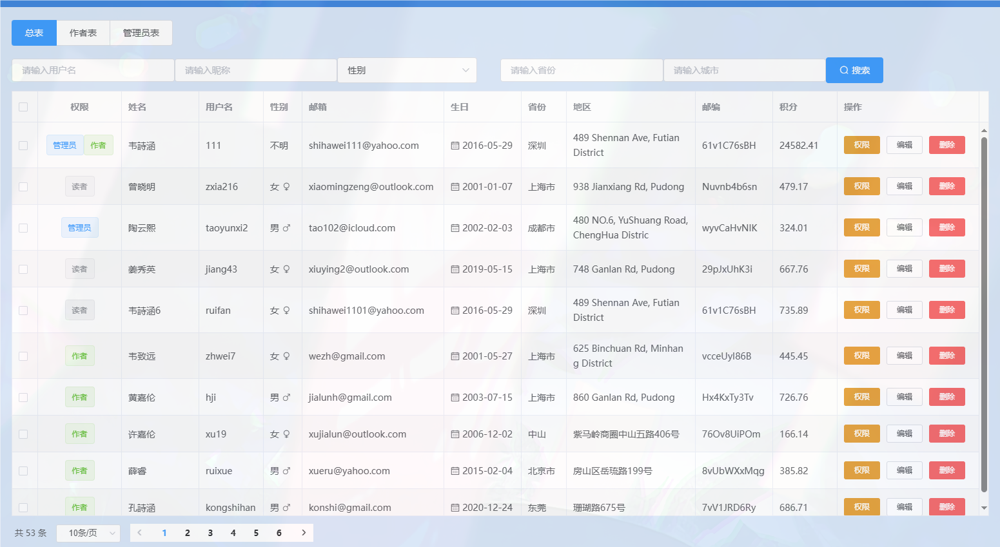 总表 作者表 管理员表
请输入用户名 请输入昵称 性别 请输入省份 请输入城市 搜索
权限 姓名 用户名 性别 邮箱 生日 省份 地区 邮编 积分 操作
管理员 作者 韦詩涵 111 不明 shihawei111@yahoo.com 2016-05-29 深圳 489 Shennan Ave, Futian 61v1C76sBH 24582.41 权限 编辑 删除
District
读者 曾晓明 zxia216 女 ♀ xiaomingzeng@outlook.com 2001-01-07 上海市 938 Jianxiang Rd, Pudong Nuvnb4b6sn 479.17 权限 编辑 删除
管理员 陶云熙 taoyunxi2 男 ♂ tao102@icloud.com 2002-02-03 成都市 480 NO.6, YuShuang Road, wyvCaHvNIK 324.01 权限 编辑 删除
ChengHua Distric
读者 姜秀英 jiang43 女 ♀ xiuying2@outlook.com 2019-05-15 上海市 748 Ganlan Rd, Pudong 29pJxUhK3i 667.76 权限 编辑 删除
读者 韦詩涵6 ruifan 女 ♀ shihawei1101@yahoo.com 2016-05-29 深圳 489 Shennan Ave, Futian 61v1C76sBH 735.89 权限 编辑 删除
District
作者 韦致远 zhwei7 女 ♀ wezh@gmail.com 2001-05-27 上海市 625 Binchuan Rd, Minhan vcceUyI86B 445.45 权限 编辑 删除
g District
作者 黄嘉伦 hji 男 ♂ jialunh@gmail.com 2003-07-15 上海市 860 Ganlan Rd, Pudong Hx4KxTy3Tv 726.76 权限 编辑 删除
作者 许嘉伦 xu19 女 ♀ xujialun@outlook.com 2006-12-02 中山 紫马岭商圈中山五路406号 76Ov8UiPOm 166.14 权限 编辑 删除
作者 薛睿 ruixue 男 ♂ xueru@yahoo.com 2015-02-04 北京市 房山区岳琉路199号 8vUbWXxMqg 385.82 权限 编辑 删除
作者 孔詩涵 kongshihan 男 ♂ konshi@gmail.com 2020-12-24 东莞 珊瑚路675号 7vV1JRD6Ry 686.71 权限 编辑 删除
共 53 条 10条/页 1 2 3 4 5 6